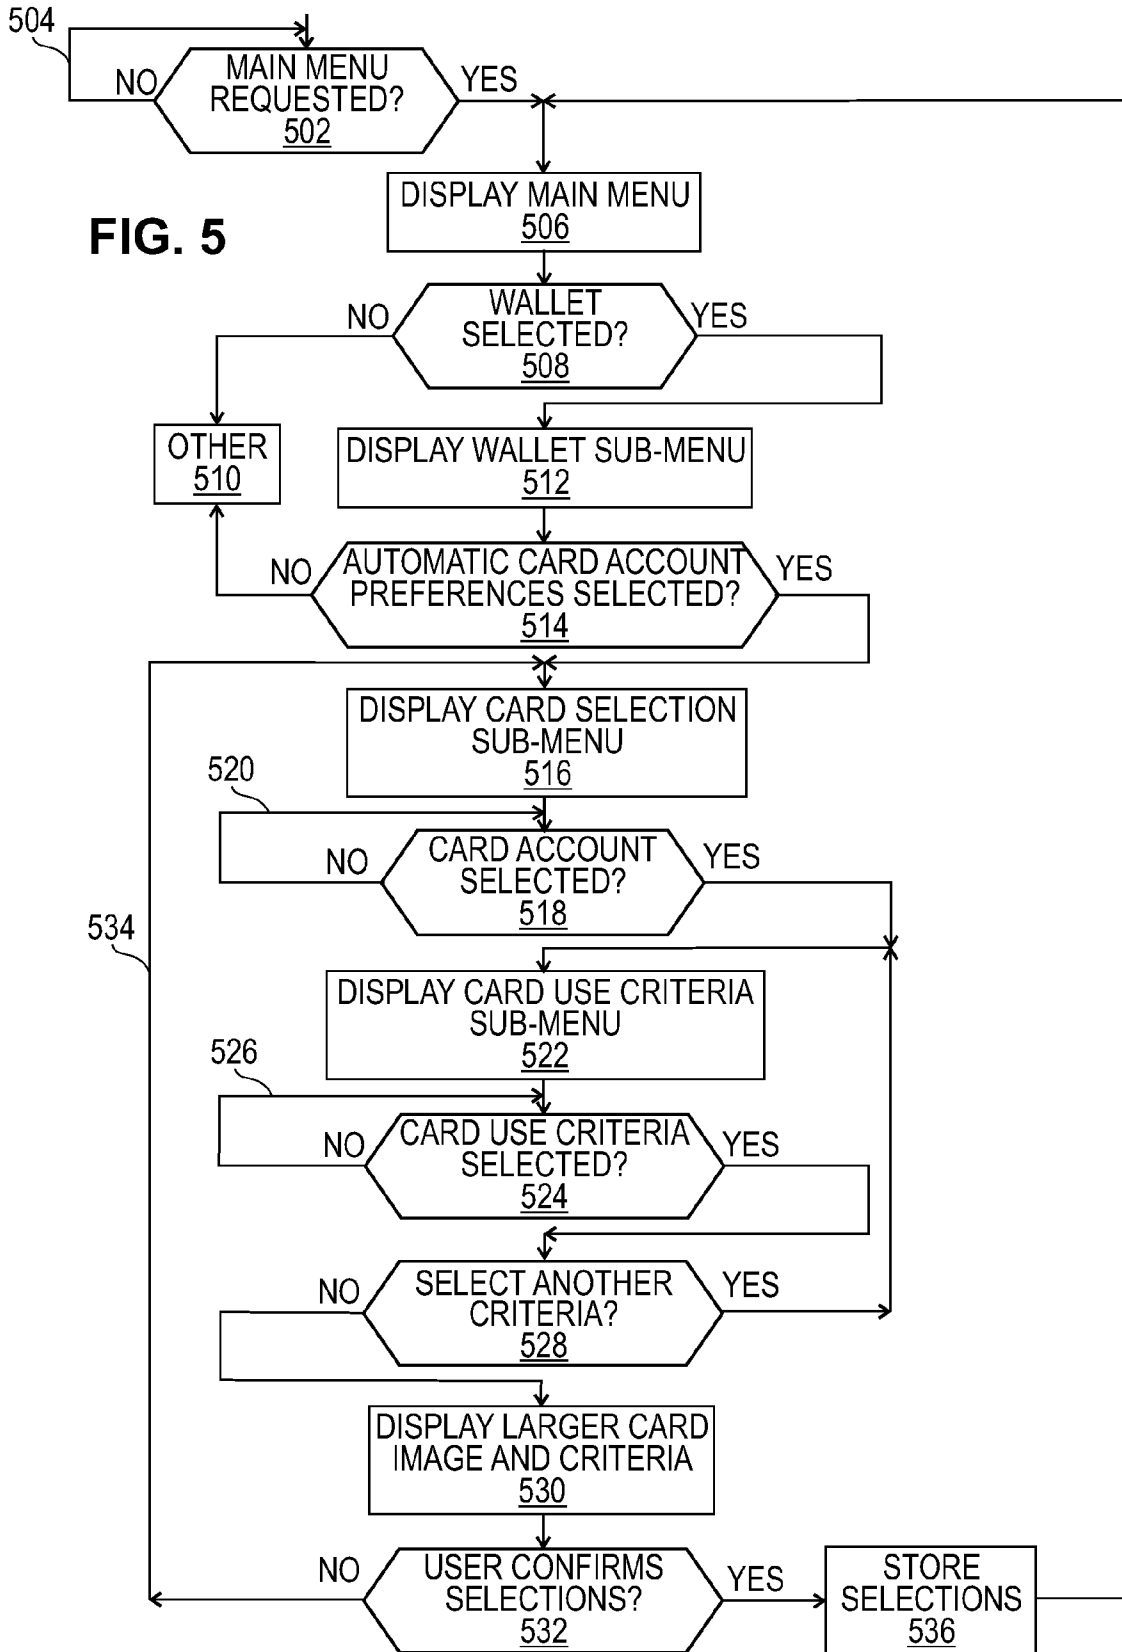 504
NO
MAIN MENU
REQUESTED?
502
YES
DISPLAY MAIN MENU
506
FIG. 5
NO
WALLET
SELECTED?
508
YES
OTHER
510
DISPLAY WALLET SUB-MENU
512
NO
AUTOMATIC CARD ACCOUNT
PREFERENCES SELECTED?
514
YES
DISPLAY CARD SELECTION
SUB-MENU
516
520
NO
CARD ACCOUNT
SELECTED?
518
YES
534
DISPLAY CARD USE CRITERIA
SUB-MENU
522
526
NO
CARD USE CRITERIA
SELECTED?
524
YES
NO
SELECT ANOTHER
CRITERIA?
528
YES
DISPLAY LARGER CARD
IMAGE AND CRITERIA
530
NO
USER CONFIRMS
SELECTIONS?
532
YES
STORE
SELECTIONS
536